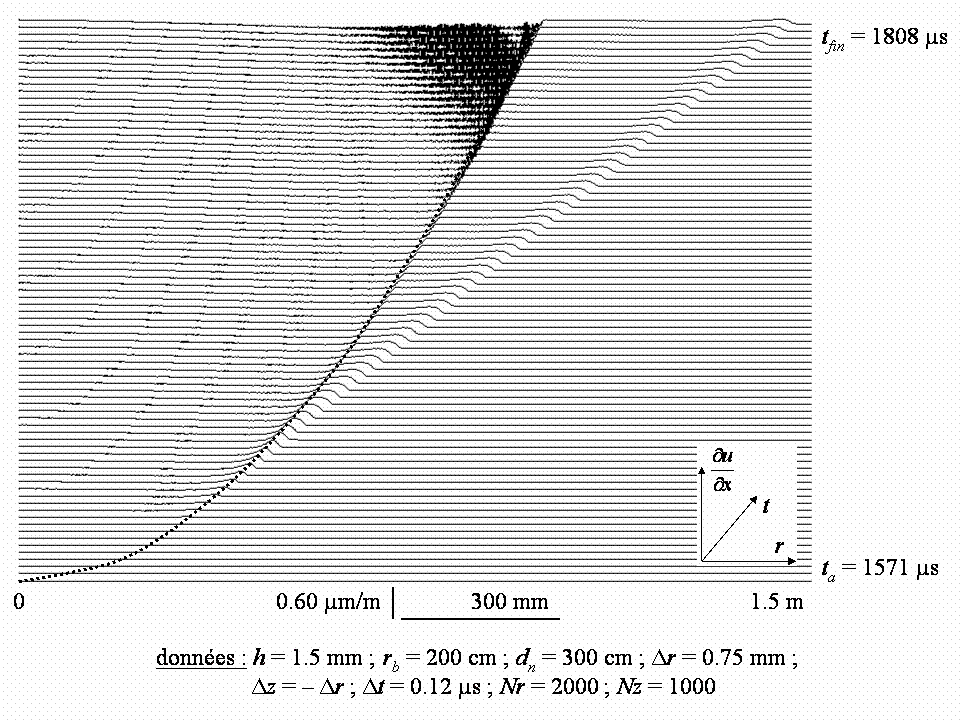 t_fin = 1808 μs
∂u
∂x
t
r
t_a = 1571 μs
0 0.60 μm/m 300 mm 1.5 m
données : h = 1.5 mm ; r_b = 200 cm ; d_n = 300 cm ; Δr = 0.75 mm ;
Δz = – Δr ; Δt = 0.12 μs ; Nr = 2000 ; Nz = 1000